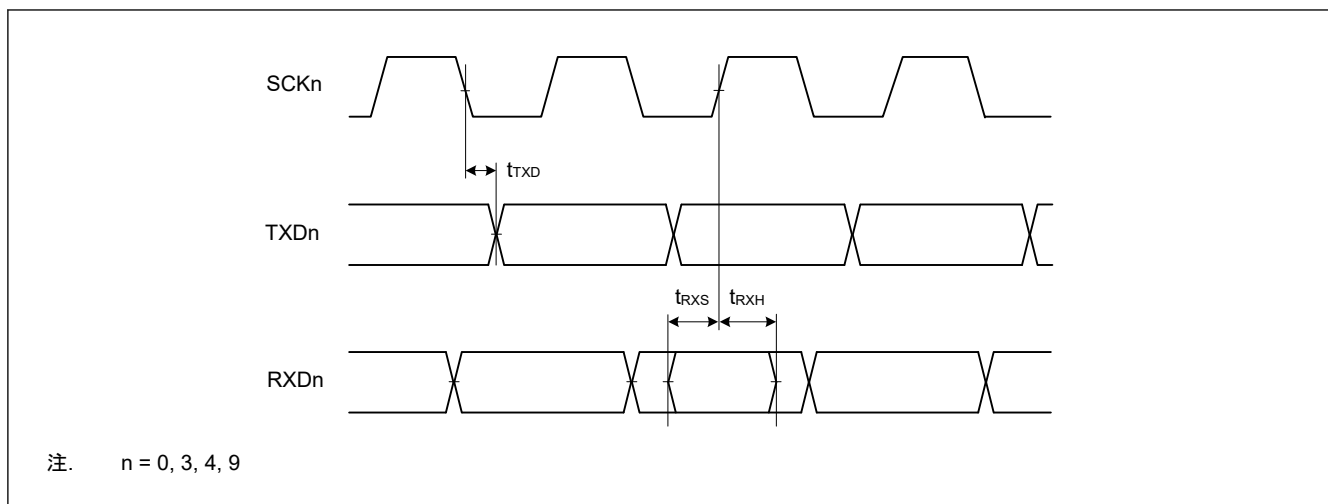 SCKn
tTXD
TXDn
tRXS tRXH
RXDn
注. n = 0, 3, 4, 9